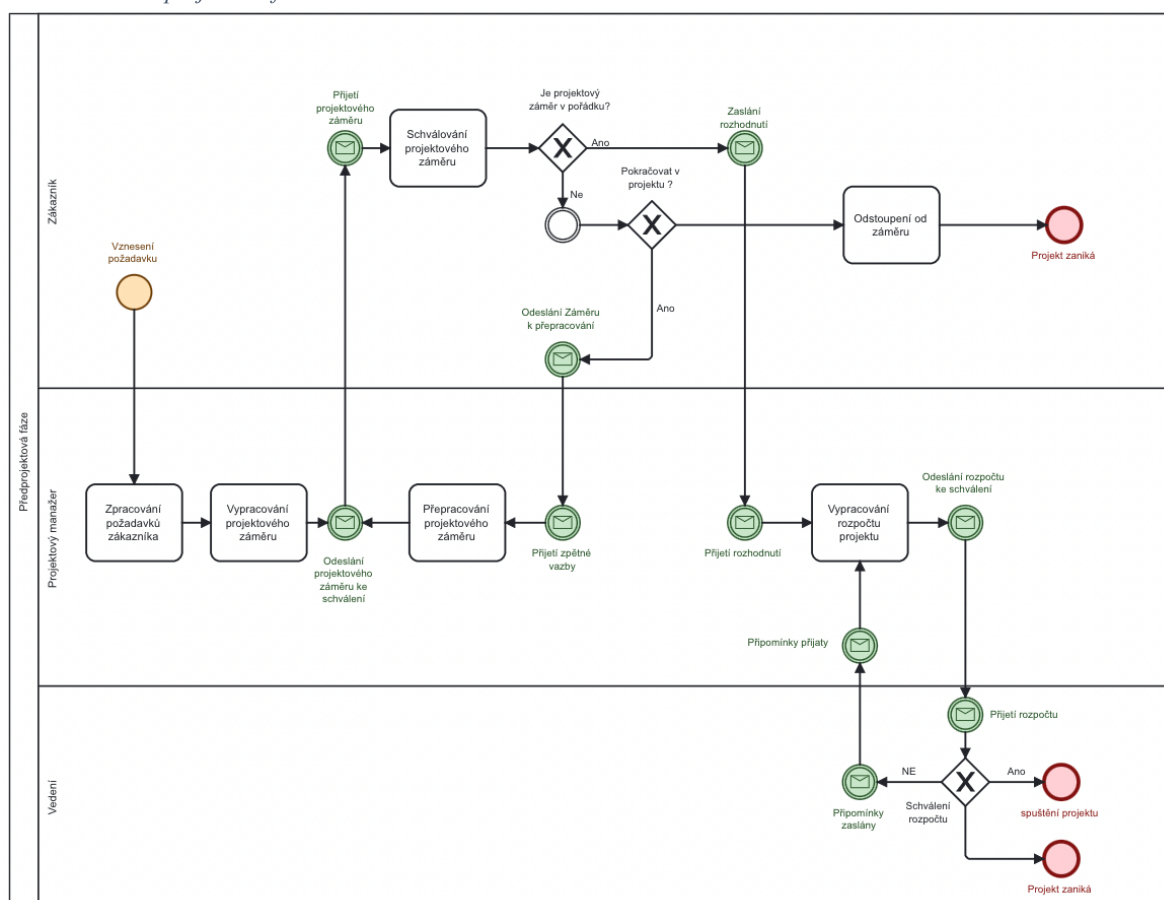 Předprojektová fáze
Zákazník
Přijetí
projektového
záměru
Schválování
projektového
záměru
Je projektový
záměr v pořádku?
Ano
Ne
Zaslání
rozhodnutí
Pokračovat v
projektu ?
Ano
Odstoupení od
záměru
Projekt zaniká
Vznesení
požadavku
Odeslání Záměru
k přepracování
Projektový manažer
Zpracování
požadavků
zákazníka
Vypracování
projektového
záměru
Odeslání
projektového
záměru ke
schválení
Přepracování
projektového
záměru
Přijetí zpětné
vazby
Přijetí rozhodnutí
Vypracování
rozpočtu
projektu
Odeslání rozpočtu
ke schválení
Připomínky přijaty
Vedení
Přijetí rozpočtu
NE
Ano
Připomínky
zaslány
Schválení
rozpočtu
spuštění projektu
Projekt zaniká